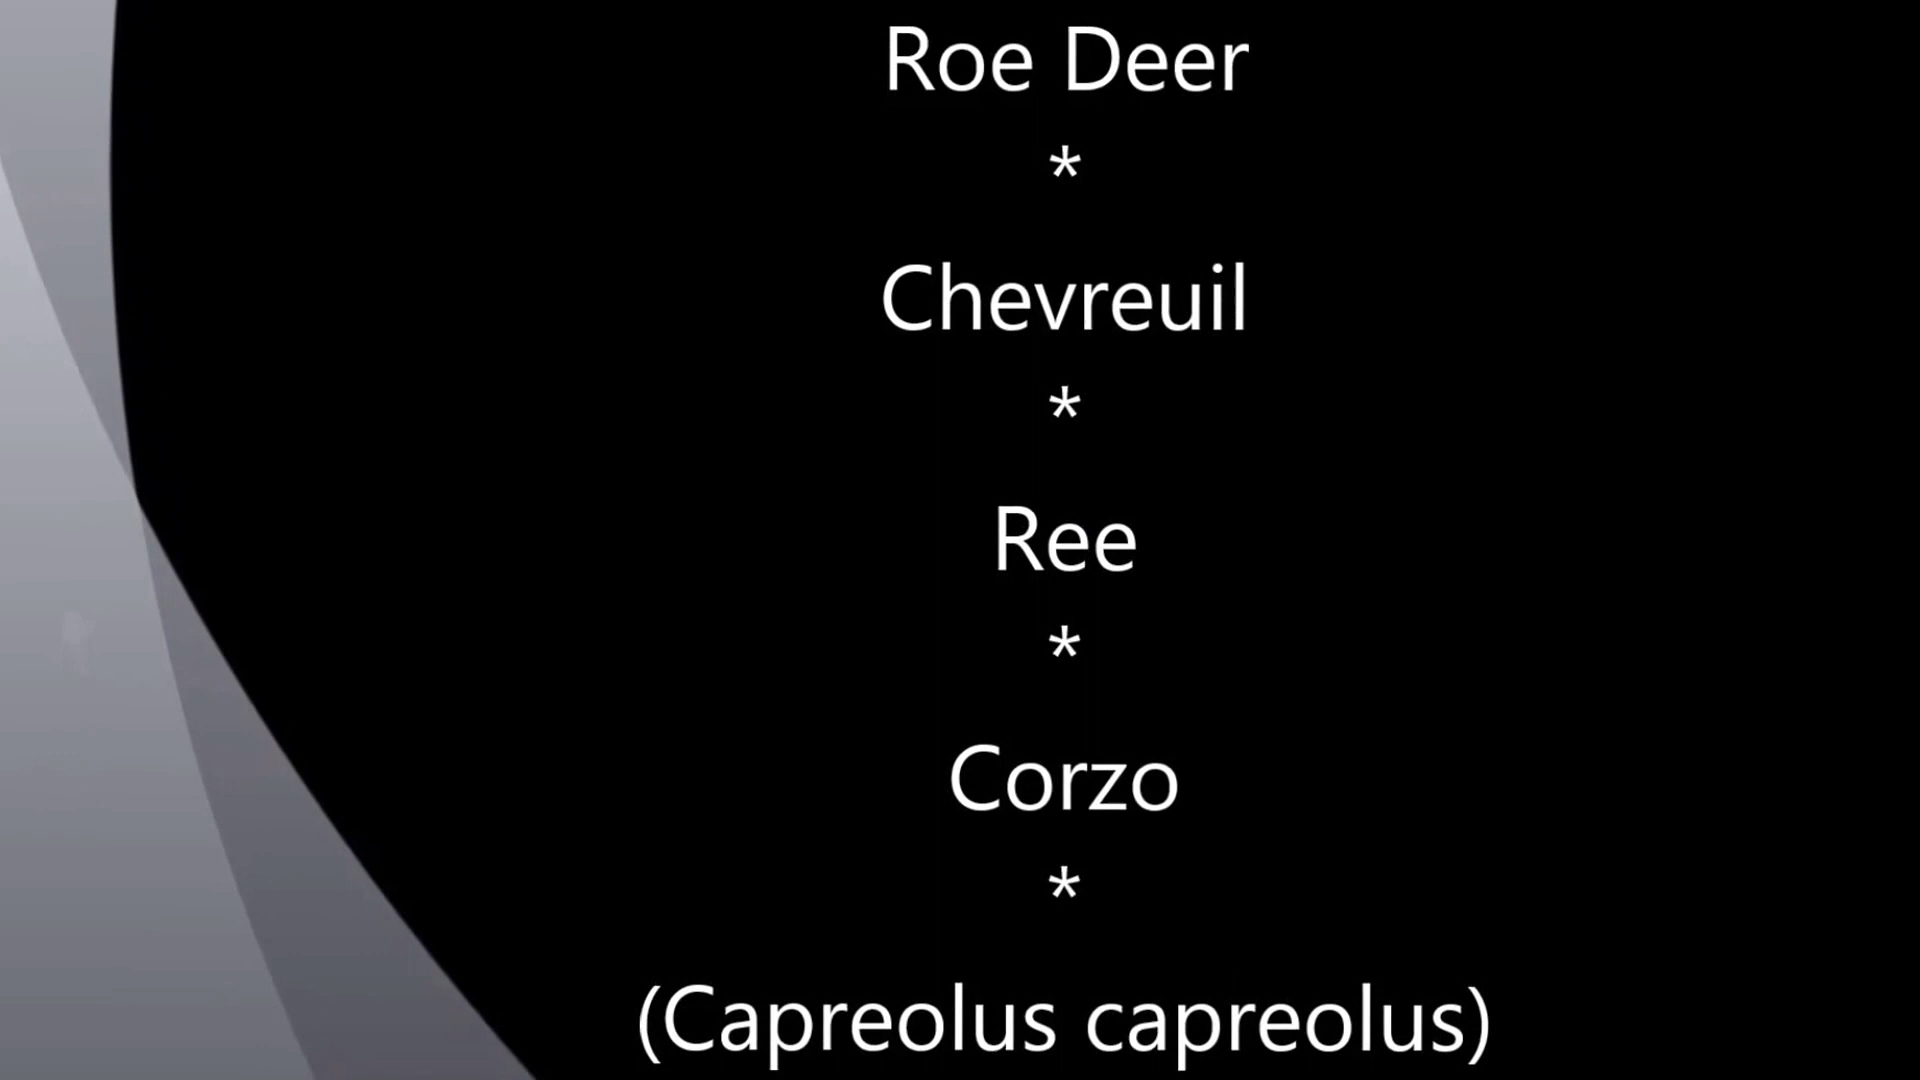 Roe Deer
*
Chevreuil
*
Ree
*
Corzo
*
(Capreolus capreolus)